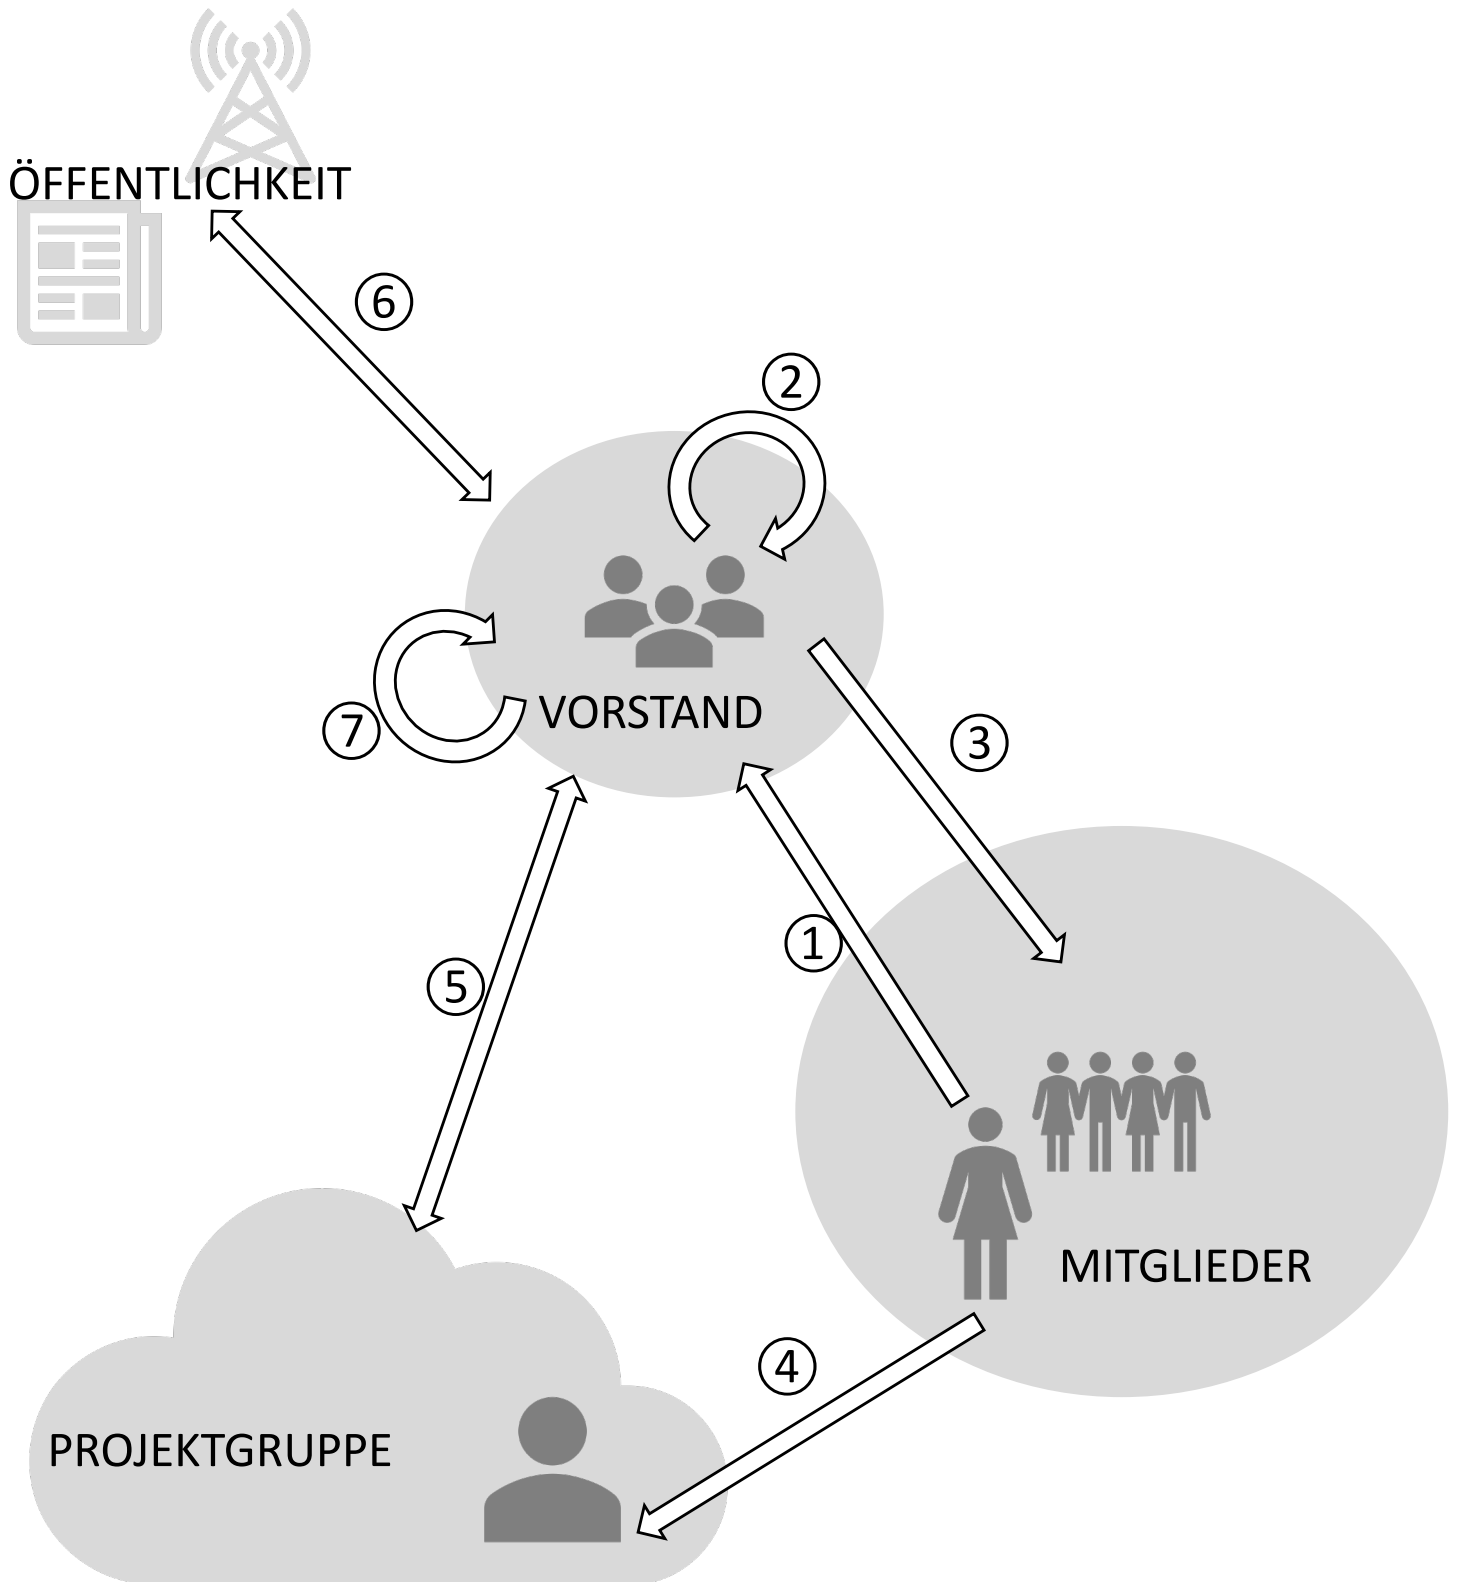 ÖFFENTLICHKEIT
6
2
7
VORSTAND
3
1
5
MITGLIEDER
4
PROJEKTGRUPPE